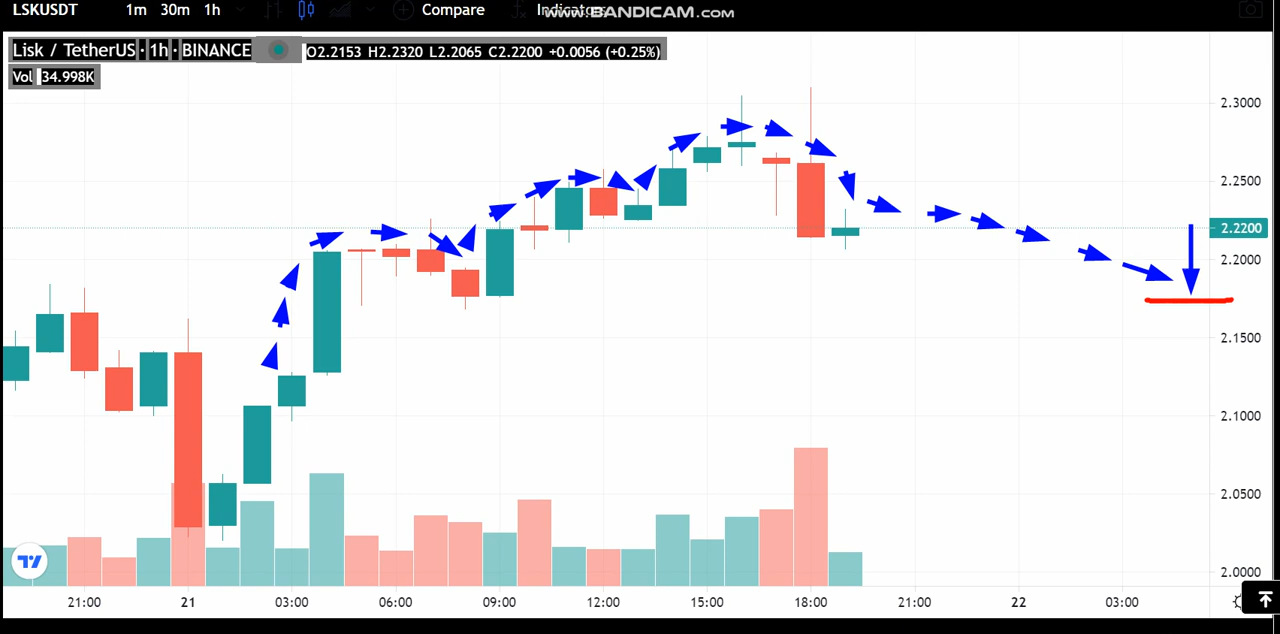 LSKUSDT 1m 30m 1h Compare Indicators
www.BANDICAM.com
Lisk / TetherUS · 1h · BINANCE O2.2153 H2.2320 L2.2065 C2.2200 +0.0056 (+0.25%)
Vol 34.998K
2.3000
2.2500
2.2200
2.2000
2.1500
2.1000
2.0500
2.0000
21:00 21 03:00 06:00 09:00 12:00 15:00 18:00 21:00 22 03:00